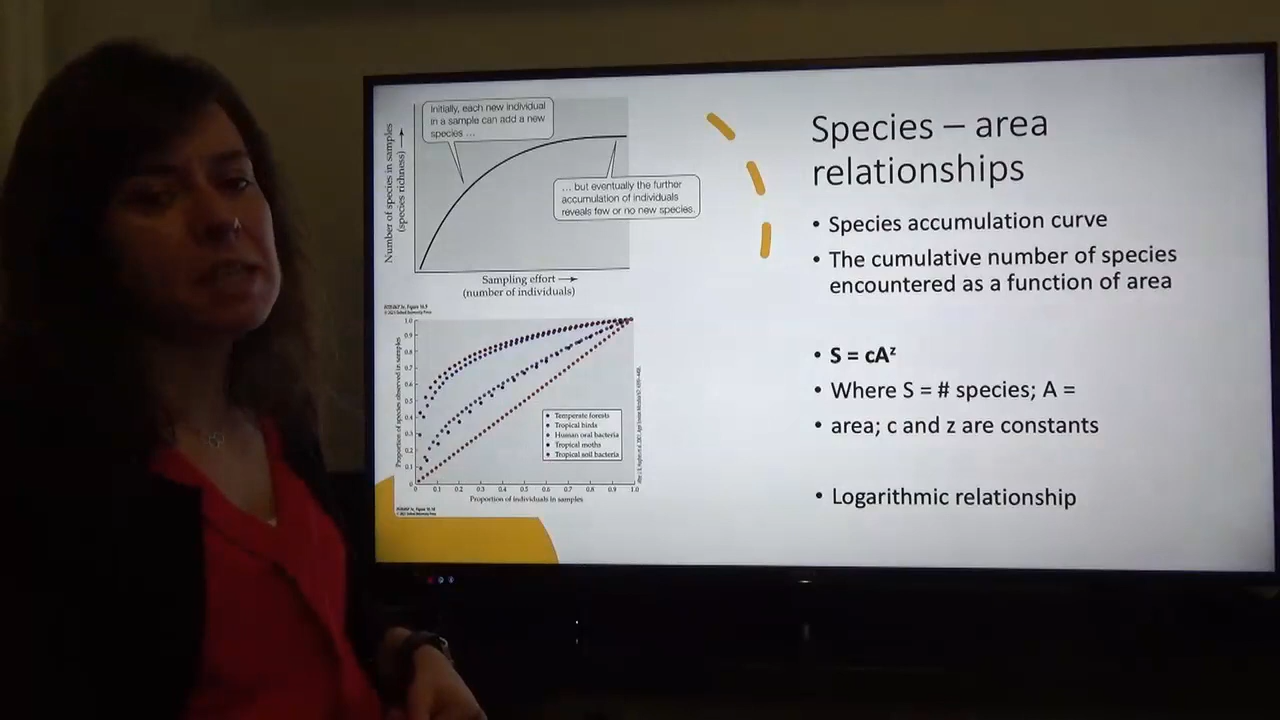 Species – area
relationships
• Species accumulation curve
• The cumulative number of species
encountered as a function of area
• S = cAᶻ
• Where S = # species; A =
• area; c and z are constants
• Logarithmic relationship
Initially, each new individual
in a sample can add a new
species ...
... but eventually the further
accumulation of individuals
reveals few or no new species.
Number of species in samples
(species richness) →
Sampling effort →
(number of individuals)
Proportion of species observed in samples
1.0
0.9
0.8
0.7
0.6
0.5
0.4
0.3
0.2
0.1
0
• Temperate forests
• Tropical birds
• Human oral bacteria
• Tropical moths
• Tropical soil bacteria
0 0.1 0.2 0.3 0.4 0.5 0.6 0.7 0.8 0.9 1.0
Proportion of individuals in samples